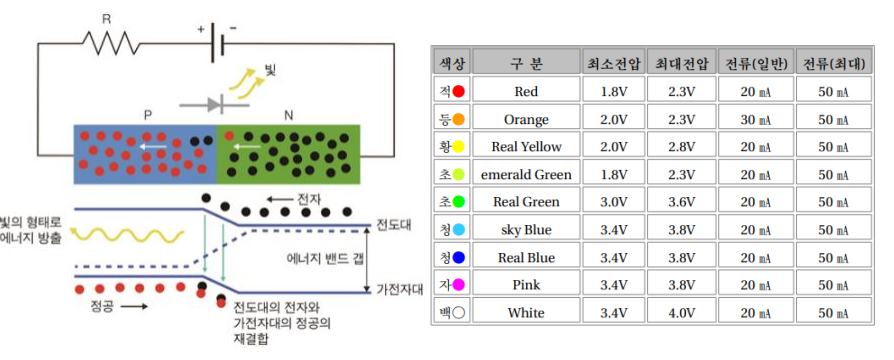 R
+ -
빛
P N
전자
빛의 형태로
에너지 방출
전도대
에너지 밴드 갭
가전자대
정공
전도대의 전자와
가전자대의 정공의
재결합
색상 구 분 최소전압 최대전압 전류(일반) 전류(최대)
적 Red 1.8V 2.3V 20 ㎃ 50 ㎃
등 Orange 2.0V 2.3V 30 ㎃ 50 ㎃
황 Real Yellow 2.0V 2.8V 20 ㎃ 50 ㎃
초 emerald Green 1.8V 2.3V 20 ㎃ 50 ㎃
초 Real Green 3.0V 3.6V 20 ㎃ 50 ㎃
청 sky Blue 3.4V 3.8V 20 ㎃ 50 ㎃
청 Real Blue 3.4V 3.8V 20 ㎃ 50 ㎃
자 Pink 3.4V 3.8V 20 ㎃ 50 ㎃
백 White 3.4V 4.0V 20 ㎃ 50 ㎃